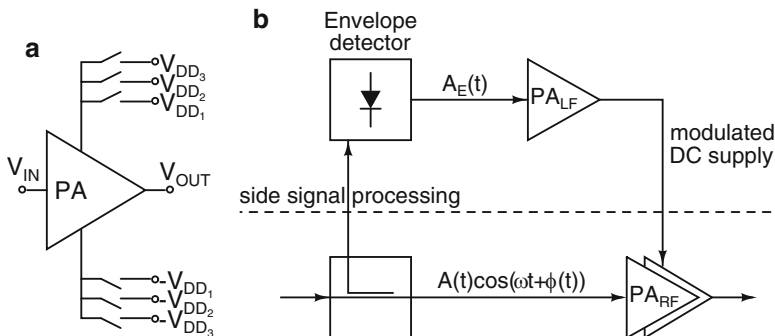 a
V_DD3
V_DD2
V_DD1
V_IN
PA
V_OUT
-V_DD1
-V_DD2
-V_DD3
b
Envelope
detector
A_E(t)
PA_LF
modulated
DC supply
side signal processing
A(t)cos(ωt+ϕ(t))
PA_RF